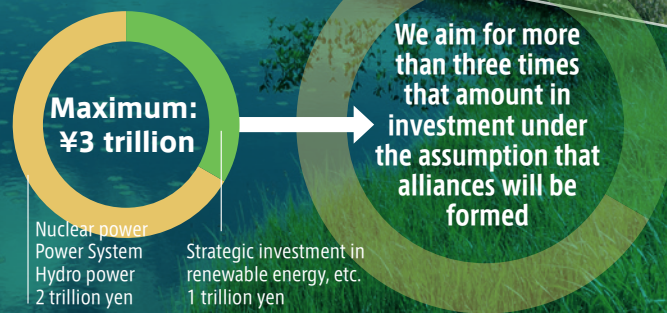 Maximum:
¥3 trillion
Nuclear power
Power System
Hydro power
2 trillion yen
Strategic investment in
renewable energy, etc.
1 trillion yen
We aim for more
than three times
that amount in
investment under
the assumption that
alliances will be
formed